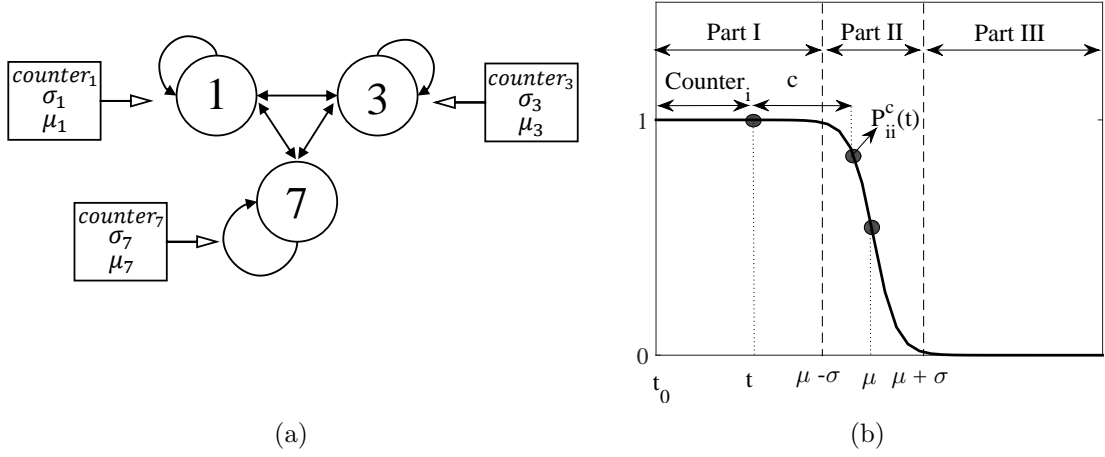 counter₁
σ₁
μ₁
1
3
counter₃
σ₃
μ₃
7
counter₇
σ₇
μ₇
(a)
Part I
Part II
Part III
Counterᵢ
c
1
Pᵢᵢᶜ(t)
0
t₀
t
μ -σ
μ
μ + σ
(b)